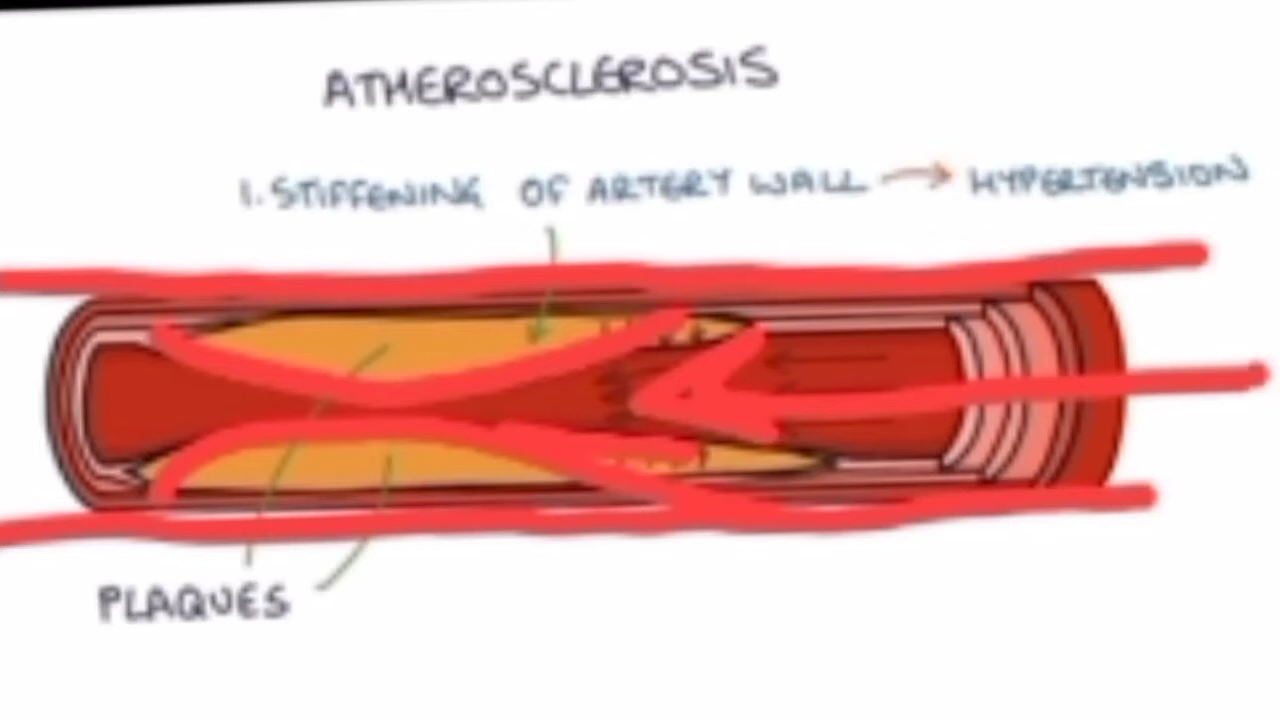 ATHEROSCLEROSIS
1. STIFFENING OF ARTERY WALL → HYPERTENSION
PLAQUES